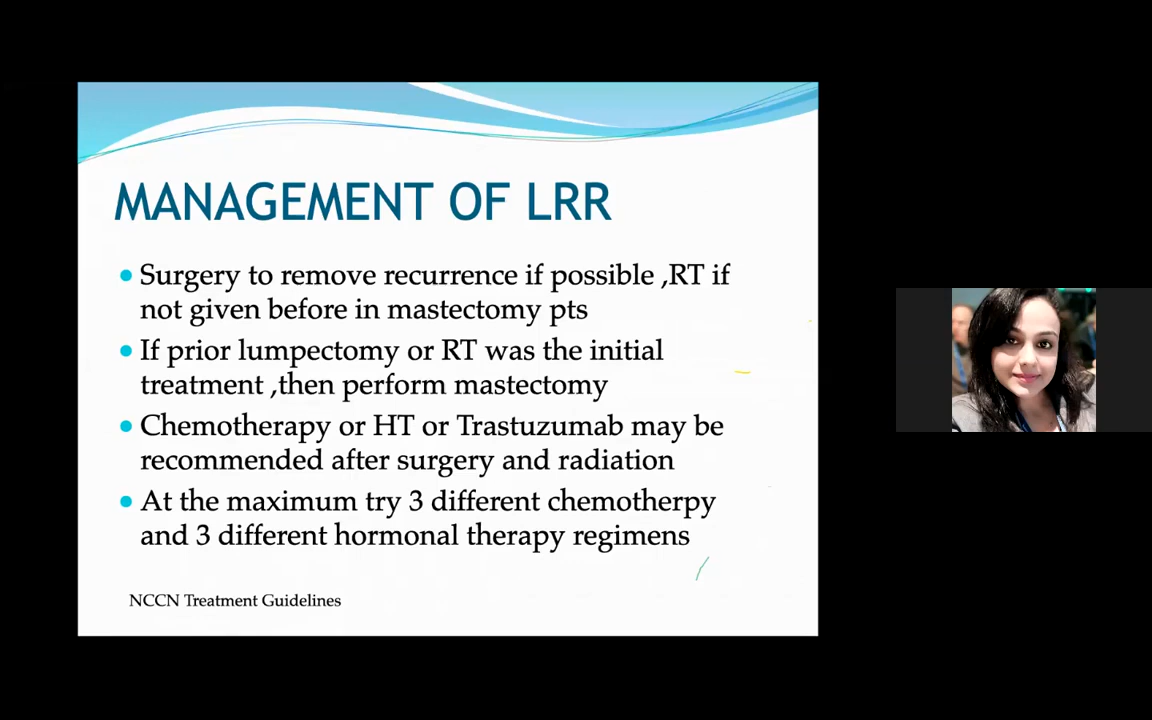 MANAGEMENT OF LRR
Surgery to remove recurrence if possible ,RT if
not given before in mastectomy pts
If prior lumpectomy or RT was the initial
treatment ,then perform mastectomy
Chemotherapy or HT or Trastuzumab may be
recommended after surgery and radiation
At the maximum try 3 different chemotherpy
and 3 different hormonal therapy regimens
NCCN Treatment Guidelines